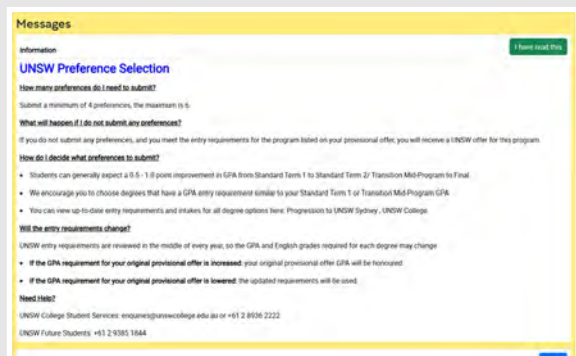 Messages
Information
I have read this
UNSW Preference Selection
How many preferences do I need to submit?
Submit a minimum of 4 preferences, the maximum is 6.
What will happen if I do not submit any preferences?
If you do not submit any preferences, and you meet the entry requirements for the program listed on your provisional offer, you will receive a UNSW offer for this program.
How do I decide what preferences to submit?
• Students can generally expect a 0.5 - 1.0 point improvement in GPA from Standard Term 1 to Standard Term 2/ Transition Mid-Program to Final.
• We encourage you to choose degrees that have a GPA entry requirement similar to your Standard Term 1 or Transition Mid-Program GPA
• You can view up-to-date entry requirements and intakes for all degree options here: Progression to UNSW Sydney , UNSW College.
Will the entry requirements change?
UNSW entry requirements are reviewed in the middle of every year, so the GPA and English grades required for each degree may change
• If the GPA requirement for your original provisional offer is increased: your original provisional offer GPA will be honoured
• If the GPA requirement for your original provisional offer is lowered: the updated requirements will be used
Need Help?
UNSW College Student Services: enquiries@unswcollege.edu.au or +61 2 8936 2222
UNSW Future Students: +61 2 9385 1844